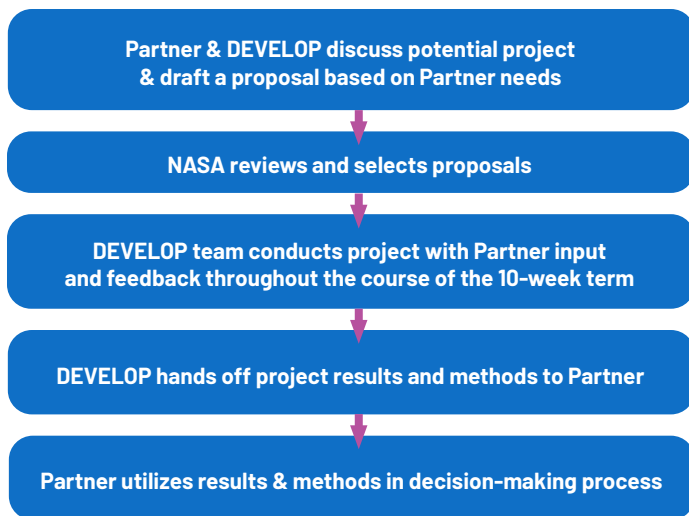 Partner & DEVELOP discuss potential project
& draft a proposal based on Partner needs
NASA reviews and selects proposals
DEVELOP team conducts project with Partner input
and feedback throughout the course of the 10-week term
DEVELOP hands off project results and methods to Partner
Partner utilizes results & methods in decision-making process